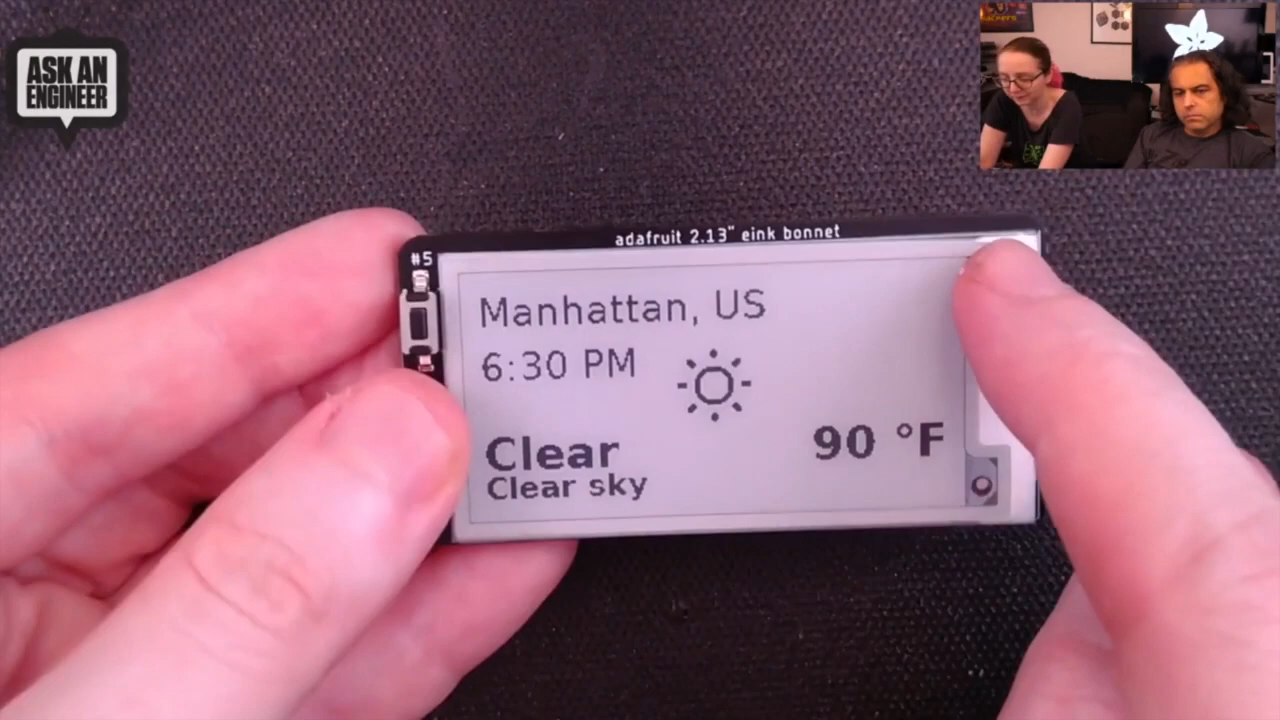 ASK AN
ENGINEER
adafruit 2.13" eink bonnet
#5
Manhattan, US
6:30 PM
Clear
90 °F
Clear sky